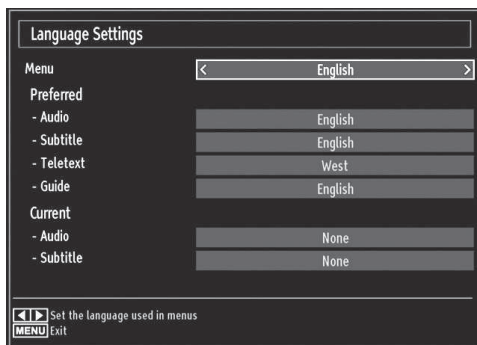 Language Settings
Menu < English >
Preferred
- Audio English
- Subtitle English
- Teletext West
- Guide English
Current
- Audio None
- Subtitle None
Set the language used in menus
MENU Exit